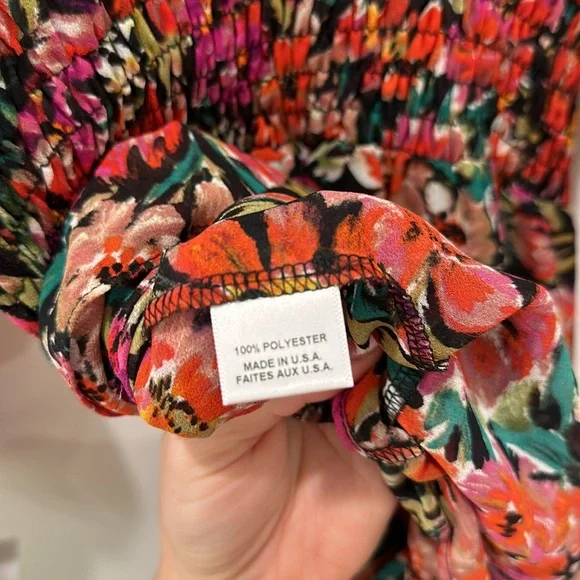 100% POLYESTER
MADE IN U.S.A.
FAITES AUX U.S.A.